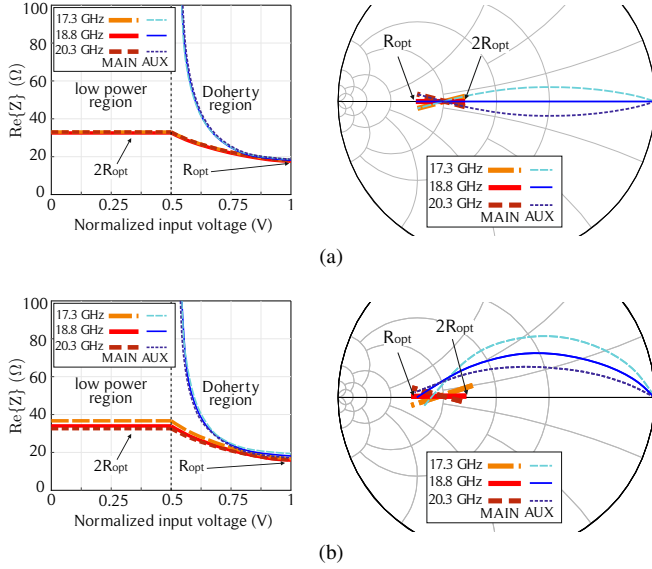 100
80
60
40
20
0
Re{Z} (Ω)
17.3 GHz
18.8 GHz
20.3 GHz
MAIN AUX
low power
region
Doherty
region
2Ropt
Ropt
0 0.25 0.5 0.75 1
Normalized input voltage (V)
Ropt
2Ropt
17.3 GHz
18.8 GHz
20.3 GHz
MAIN AUX
(a)
100
80
60
40
20
0
Re{Z} (Ω)
17.3 GHz
18.8 GHz
20.3 GHz
MAIN AUX
low power
region
Doherty
region
2Ropt
Ropt
0 0.25 0.5 0.75 1
Normalized input voltage (V)
Ropt
2Ropt
17.3 GHz
18.8 GHz
20.3 GHz
MAIN AUX
(b)